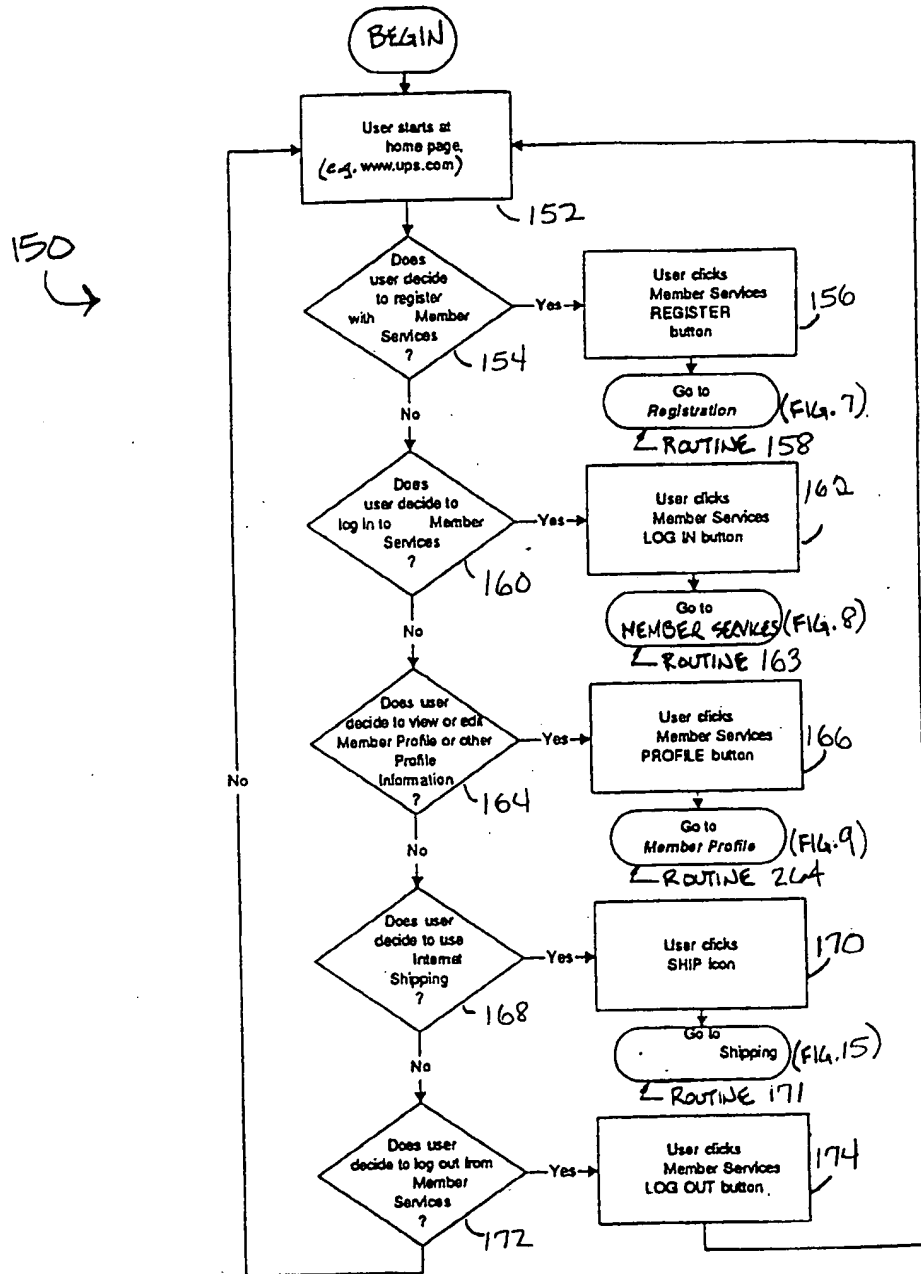 BEGIN
User starts at
home page,
(e.g. www.ups.com)
152
150
Does
user decide
to register
with Member
Services
?
154
Yes
User clicks
Member Services
REGISTER
button
156
Go to
Registration
(FIG. 7)
ROUTINE 158
No
Does
user decide to
log in to Member
Services
?
160
Yes
User clicks
Member Services
LOG IN button
162
Go to
MEMBER SERVICES
(FIG. 8)
ROUTINE 163
No
Does user
decide to view or edit
Member Profile or other
Profile
Information
?
164
Yes
User clicks
Member Services
PROFILE button
166
Go to
Member Profile
(FIG. 9)
ROUTINE 264
No
No
Does user
decide to use
Internet
Shipping
?
168
Yes
User clicks
SHIP icon
170
Go to
Shipping
(FIG. 15)
ROUTINE 171
No
Does user
decide to log out from
Member
Services
?
172
Yes
User clicks
Member Services
LOG OUT button
174